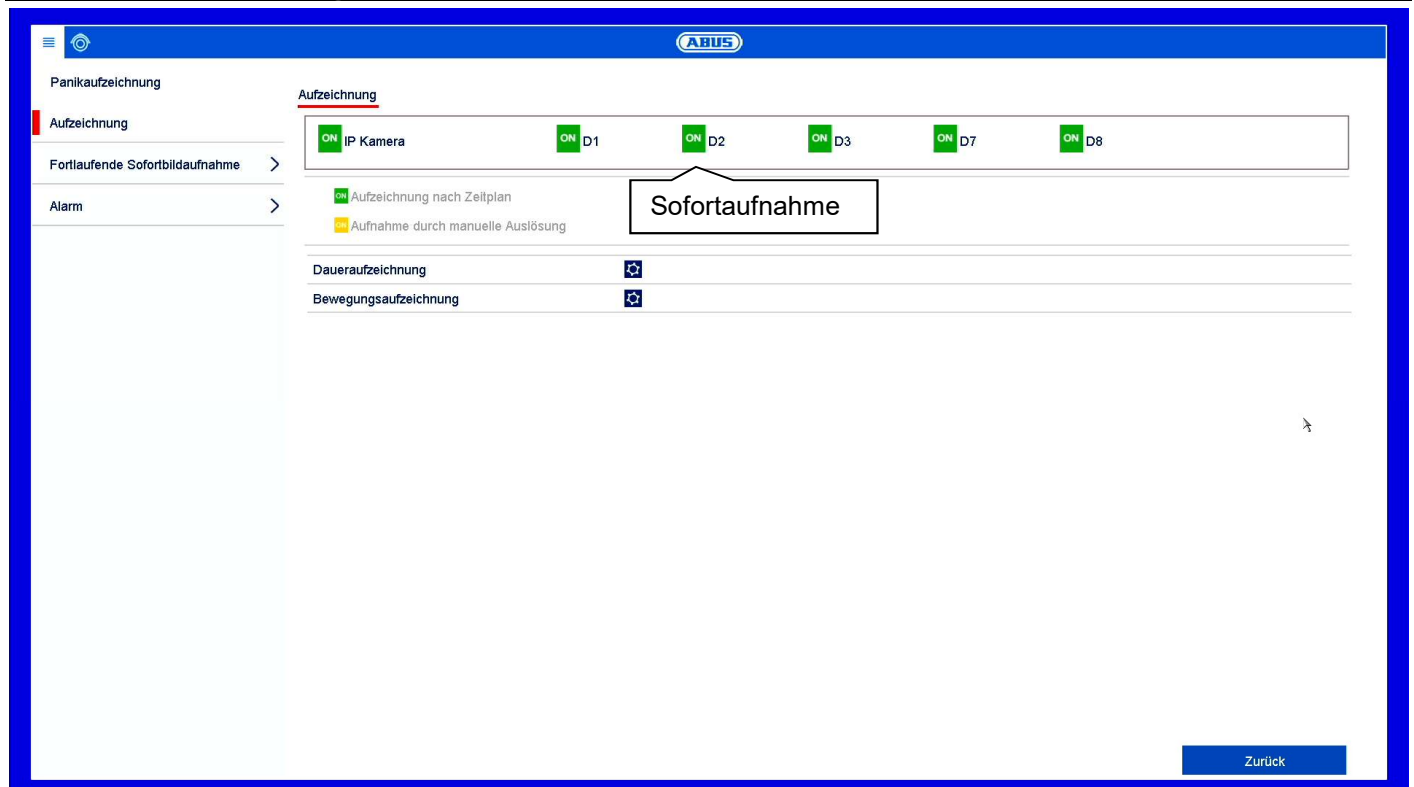 ABUS
Panikaufzeichnung
Aufzeichnung
Fortlaufende Sofortbildaufnahme
Alarm
Aufzeichnung
ON IP Kamera ON D1 ON D2 ON D3 ON D7 ON D8
ON Aufzeichnung nach Zeitplan
ON Aufnahme durch manuelle Auslösung
Sofortaufnahme
Daueraufzeichnung
Bewegungsaufzeichnung
Zurück